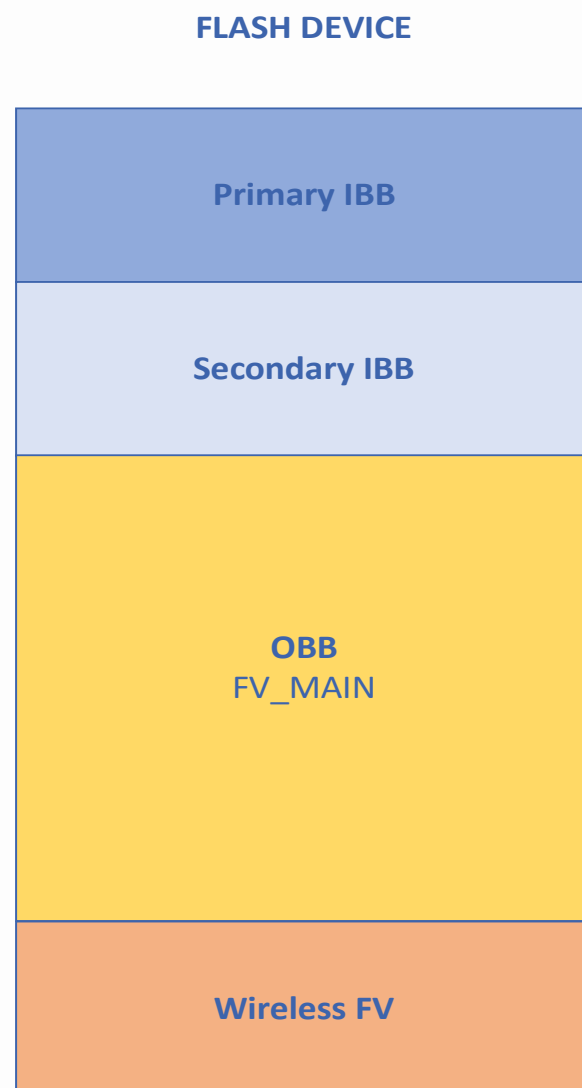 FLASH DEVICE
Primary IBB
Secondary IBB
OBB
FV_MAIN
Wireless FV